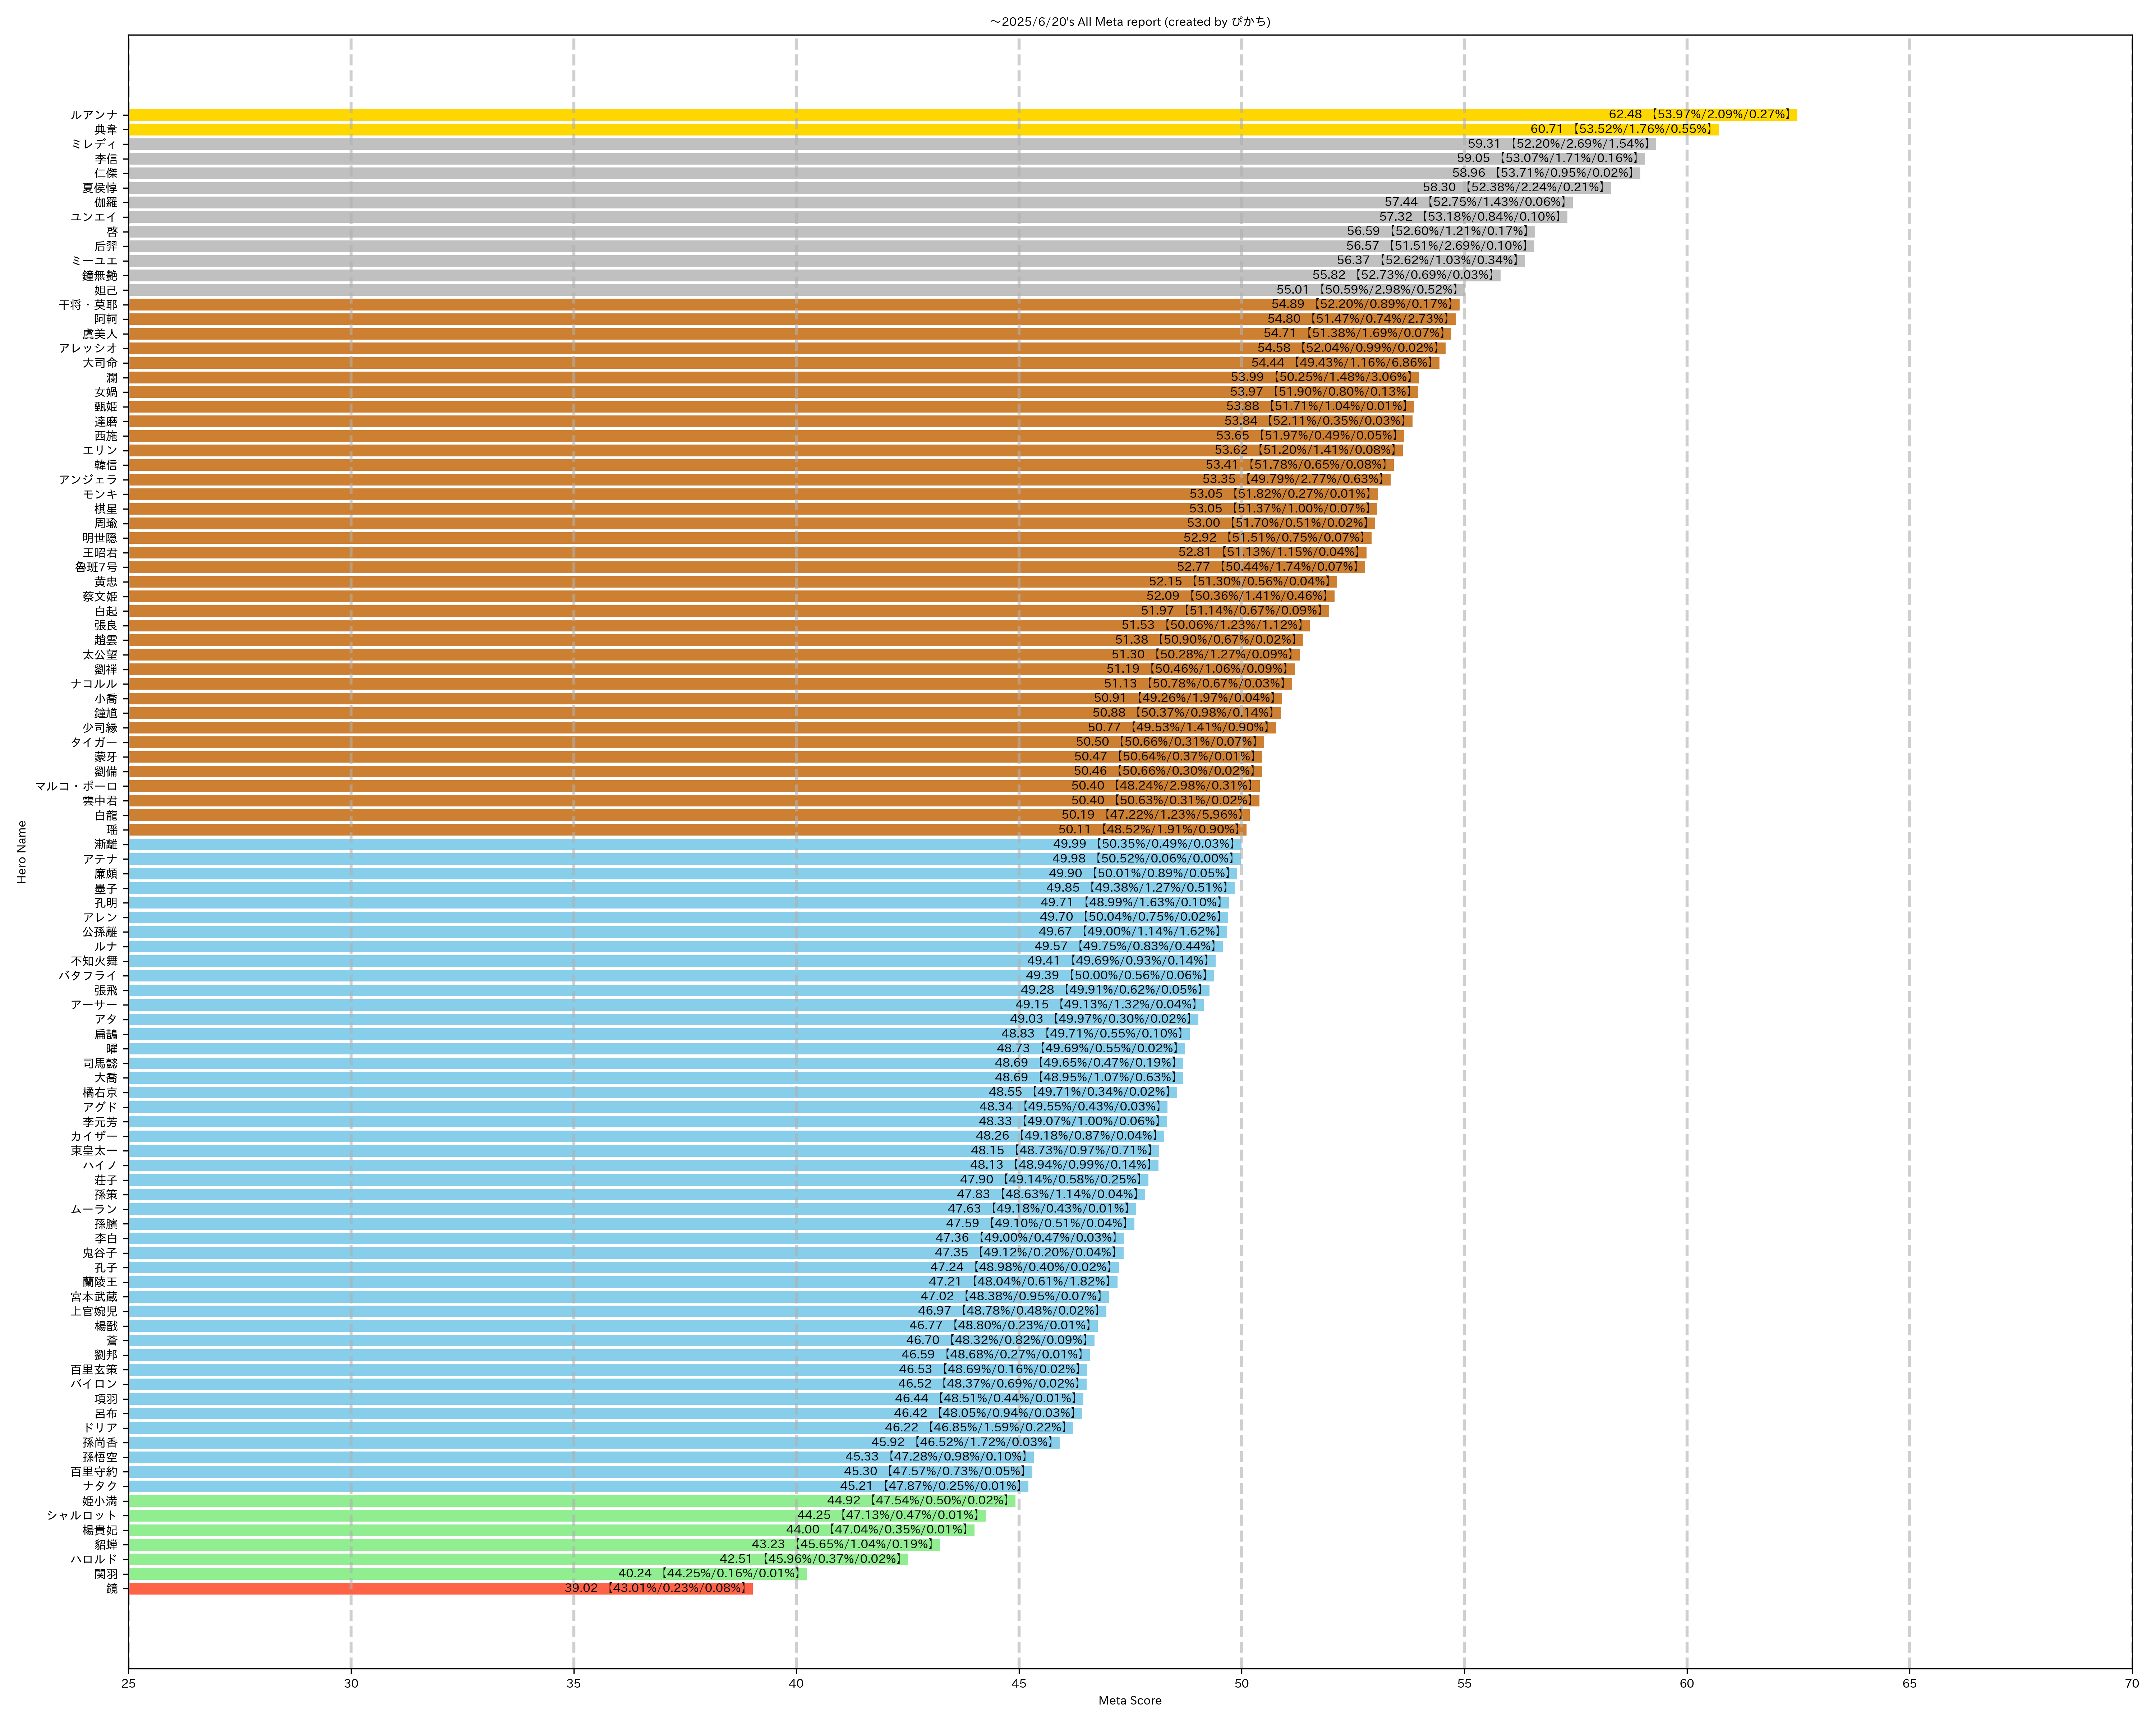 ～2025/6/20's All Meta report (created by ぴかち)
ルアンナ 62.48 【53.97%/2.09%/0.27%】
典韋 60.71 【53.52%/1.76%/0.55%】
ミレディ 59.31 【52.20%/2.69%/1.54%】
李信 59.05 【53.07%/1.71%/0.16%】
仁傑 58.96 【53.71%/0.95%/0.02%】
夏侯惇 58.30 【52.38%/2.24%/0.21%】
伽羅 57.44 【52.75%/1.43%/0.06%】
ユンエイ 57.32 【53.18%/0.84%/0.10%】
啓 56.59 【52.60%/1.21%/0.17%】
后羿 56.57 【51.51%/2.69%/0.10%】
ミーユエ 56.37 【52.62%/1.03%/0.34%】
鐘無艶 55.82 【52.73%/0.69%/0.03%】
妲己 55.01 【50.59%/2.98%/0.52%】
干将・莫耶 54.89 【52.20%/0.89%/0.17%】
阿軻 54.80 【51.47%/0.74%/2.73%】
虞美人 54.71 【51.38%/1.69%/0.07%】
アレッシオ 54.58 【52.04%/0.99%/0.02%】
大司命 54.44 【49.43%/1.16%/6.86%】
瀾 53.99 【50.25%/1.48%/3.06%】
女媧 53.97 【51.90%/0.80%/0.13%】
甄姫 53.88 【51.71%/1.04%/0.01%】
達磨 53.84 【52.11%/0.35%/0.03%】
西施 53.65 【51.97%/0.49%/0.05%】
エリン 53.62 【51.20%/1.41%/0.08%】
韓信 53.41 【51.78%/0.65%/0.08%】
アンジェラ 53.35 【49.79%/2.77%/0.63%】
モンキ 53.05 【51.82%/0.27%/0.01%】
棋星 53.05 【51.37%/1.00%/0.07%】
周瑜 53.00 【51.70%/0.51%/0.02%】
明世隠 52.92 【51.51%/0.75%/0.07%】
王昭君 52.81 【51.13%/1.15%/0.04%】
魯班7号 52.77 【50.44%/1.74%/0.07%】
黄忠 52.15 【51.30%/0.56%/0.04%】
蔡文姫 52.09 【50.36%/1.41%/0.46%】
白起 51.97 【51.14%/0.67%/0.09%】
張良 51.53 【50.06%/1.23%/1.12%】
趙雲 51.38 【50.90%/0.67%/0.02%】
太公望 51.30 【50.28%/1.27%/0.09%】
劉禅 51.19 【50.46%/1.06%/0.09%】
ナコルル 51.13 【50.78%/0.67%/0.03%】
小喬 50.91 【49.26%/1.97%/0.04%】
鐘馗 50.88 【50.37%/0.98%/0.14%】
少司縁 50.77 【49.53%/1.41%/0.90%】
タイガー 50.50 【50.66%/0.31%/0.07%】
蒙牙 50.47 【50.64%/0.37%/0.01%】
劉備 50.46 【50.66%/0.30%/0.02%】
マルコ・ポーロ 50.40 【48.24%/2.98%/0.31%】
雲中君 50.40 【50.63%/0.31%/0.02%】
白龍 50.19 【47.22%/1.23%/5.96%】
瑶 50.11 【48.52%/1.91%/0.90%】
漸離 49.99 【50.35%/0.49%/0.03%】
アテナ 49.98 【50.52%/0.06%/0.00%】
廉頗 49.90 【50.01%/0.89%/0.05%】
墨子 49.85 【49.38%/1.27%/0.51%】
孔明 49.71 【48.99%/1.63%/0.10%】
アレン 49.70 【50.04%/0.75%/0.02%】
公孫離 49.67 【49.00%/1.14%/1.62%】
ルナ 49.57 【49.75%/0.83%/0.44%】
不知火舞 49.41 【49.69%/0.93%/0.14%】
バタフライ 49.39 【50.00%/0.56%/0.06%】
張飛 49.28 【49.91%/0.62%/0.05%】
アーサー 49.15 【49.13%/1.32%/0.04%】
アタ 49.03 【49.97%/0.30%/0.02%】
扁鵲 48.83 【49.71%/0.55%/0.10%】
曜 48.73 【49.69%/0.55%/0.02%】
司馬懿 48.69 【49.65%/0.47%/0.19%】
大喬 48.69 【48.95%/1.07%/0.63%】
橘右京 48.55 【49.71%/0.34%/0.02%】
アグド 48.34 【49.55%/0.43%/0.03%】
李元芳 48.33 【49.07%/1.00%/0.06%】
カイザー 48.26 【49.18%/0.87%/0.04%】
東皇太一 48.15 【48.73%/0.97%/0.71%】
ハイノ 48.13 【48.94%/0.99%/0.14%】
荘子 47.90 【49.14%/0.58%/0.25%】
孫策 47.83 【48.63%/1.14%/0.04%】
ムーラン 47.63 【49.18%/0.43%/0.01%】
孫臏 47.59 【49.10%/0.51%/0.04%】
李白 47.36 【49.00%/0.47%/0.03%】
鬼谷子 47.35 【49.12%/0.20%/0.04%】
孔子 47.24 【48.98%/0.40%/0.02%】
蘭陵王 47.21 【48.04%/0.61%/1.82%】
宮本武蔵 47.02 【48.38%/0.95%/0.07%】
上官婉児 46.97 【48.78%/0.48%/0.02%】
楊戩 46.77 【48.80%/0.23%/0.01%】
蒼 46.70 【48.32%/0.82%/0.09%】
劉邦 46.59 【48.68%/0.27%/0.01%】
百里玄策 46.53 【48.69%/0.16%/0.02%】
バイロン 46.52 【48.37%/0.69%/0.02%】
項羽 46.44 【48.51%/0.44%/0.01%】
呂布 46.42 【48.05%/0.94%/0.03%】
ドリア 46.22 【46.85%/1.59%/0.22%】
孫尚香 45.92 【46.52%/1.72%/0.03%】
孫悟空 45.33 【47.28%/0.98%/0.10%】
百里守約 45.30 【47.57%/0.73%/0.05%】
ナタク 45.21 【47.87%/0.25%/0.01%】
姫小満 44.92 【47.54%/0.50%/0.02%】
シャルロット 44.25 【47.13%/0.47%/0.01%】
楊貴妃 44.00 【47.04%/0.35%/0.01%】
貂蝉 43.23 【45.65%/1.04%/0.19%】
ハロルド 42.51 【45.96%/0.37%/0.02%】
関羽 40.24 【44.25%/0.16%/0.01%】
鏡 39.02 【43.01%/0.23%/0.08%】
Hero Name
25 30 35 40 45 50 55 60 65 70
Meta Score